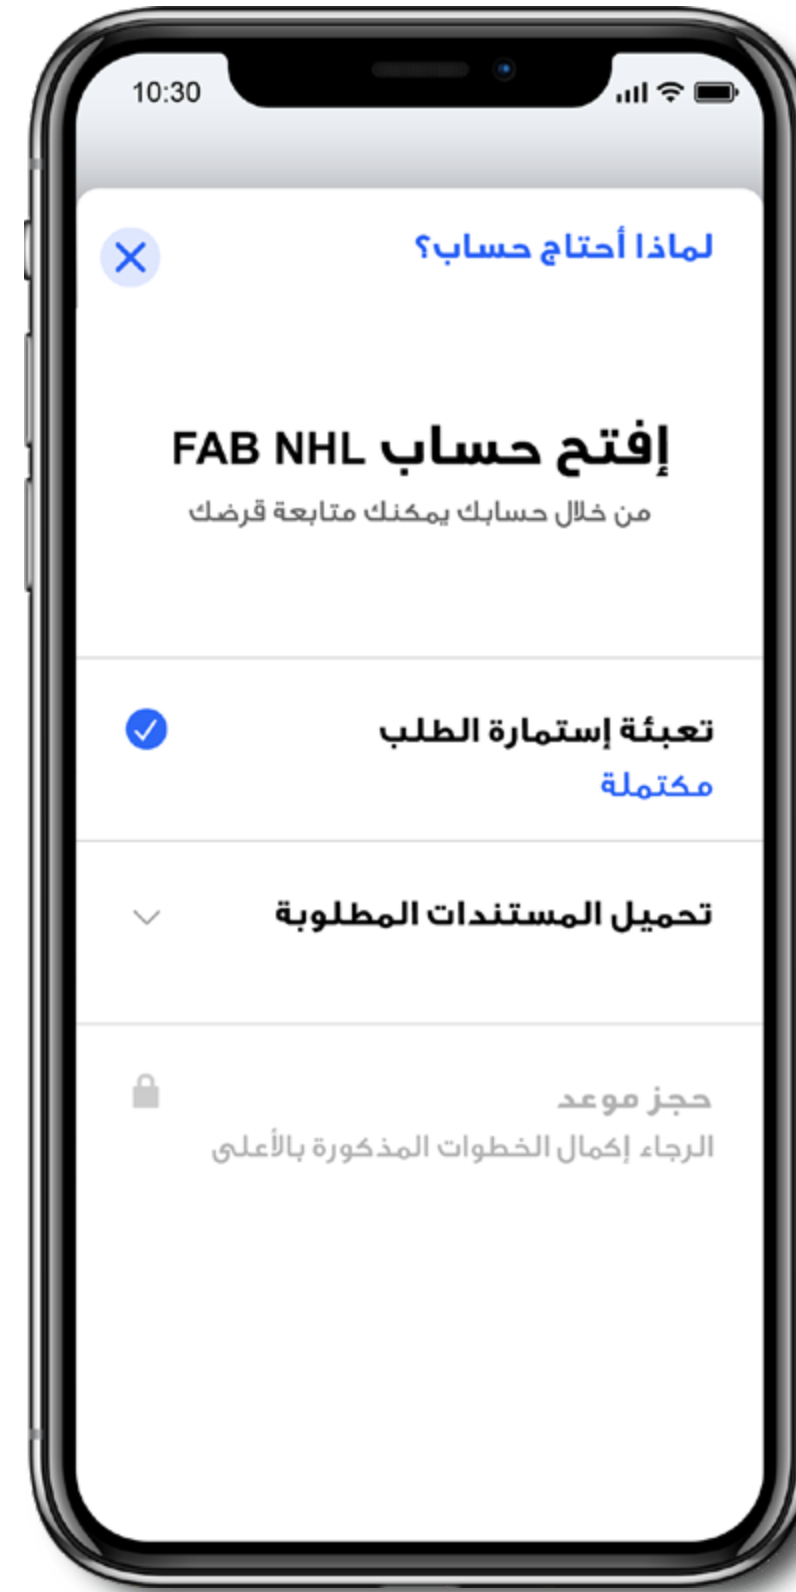 10:30
لماذا أحتاج حساب؟
إفتح حساب FAB NHL
من خلال حسابك يمكنك متابعة قرضك
تعبئة إستمارة الطلب
مكتملة
تحميل المستندات المطلوبة
حجز موعد
الرجاء إكمال الخطوات المذكورة بالأعلى